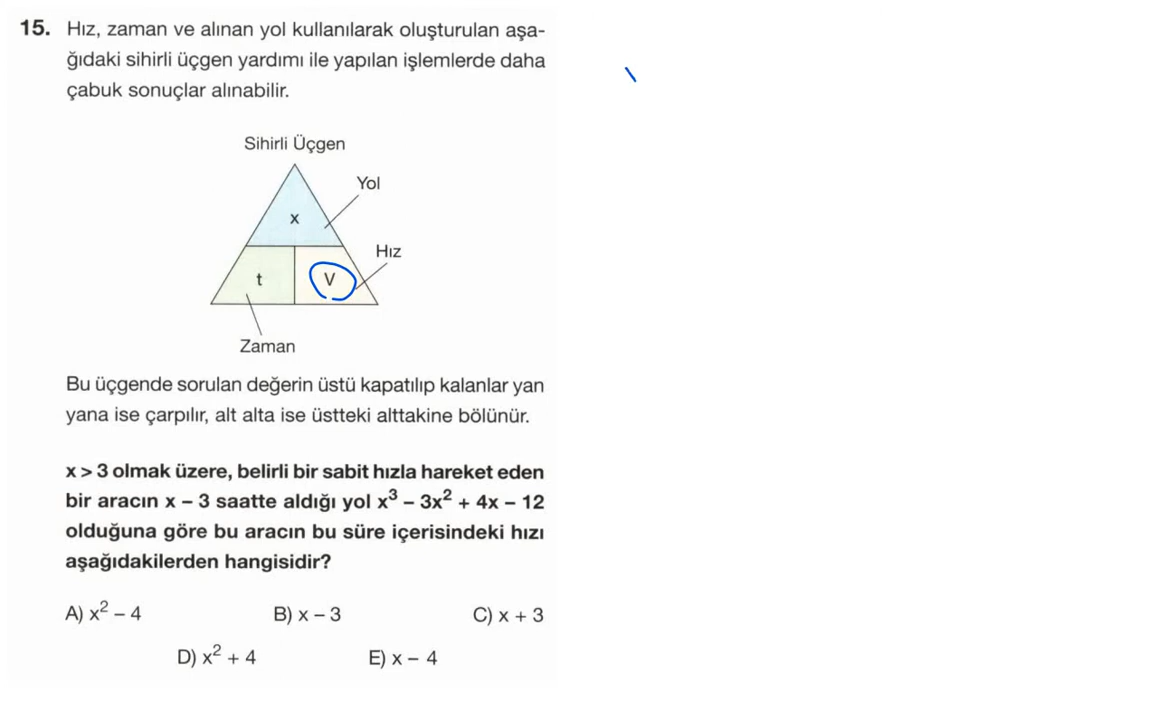 15. Hız, zaman ve alınan yol kullanılarak oluşturulan aşa-
ğıdaki sihirli üçgen yardımı ile yapılan işlemlerde daha
çabuk sonuçlar alınabilir.
Sihirli Üçgen
Yol
x
Hız
t
V
Zaman
Bu üçgende sorulan değerin üstü kapatılıp kalanlar yan
yana ise çarpılır, alt alta ise üstteki alttakine bölünür.
x > 3 olmak üzere, belirli bir sabit hızla hareket eden
bir aracın x – 3 saatte aldığı yol x³ – 3x² + 4x – 12
olduğuna göre bu aracın bu süre içerisindeki hızı
aşağıdakilerden hangisidir?
A) x² – 4 B) x – 3 C) x + 3
D) x² + 4 E) x – 4